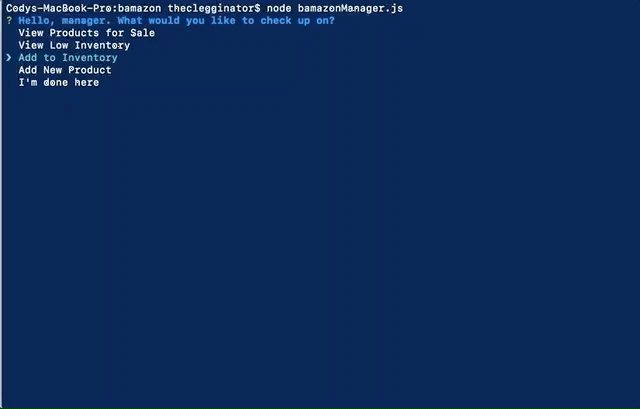 Codys-MacBook-Pro:bamazon theclegginator$ node bamazonManager.js
? Hello, manager. What would you like to check up on?
View Products for Sale
View Low Inventory
❯ Add to Inventory
Add New Product
I'm done here